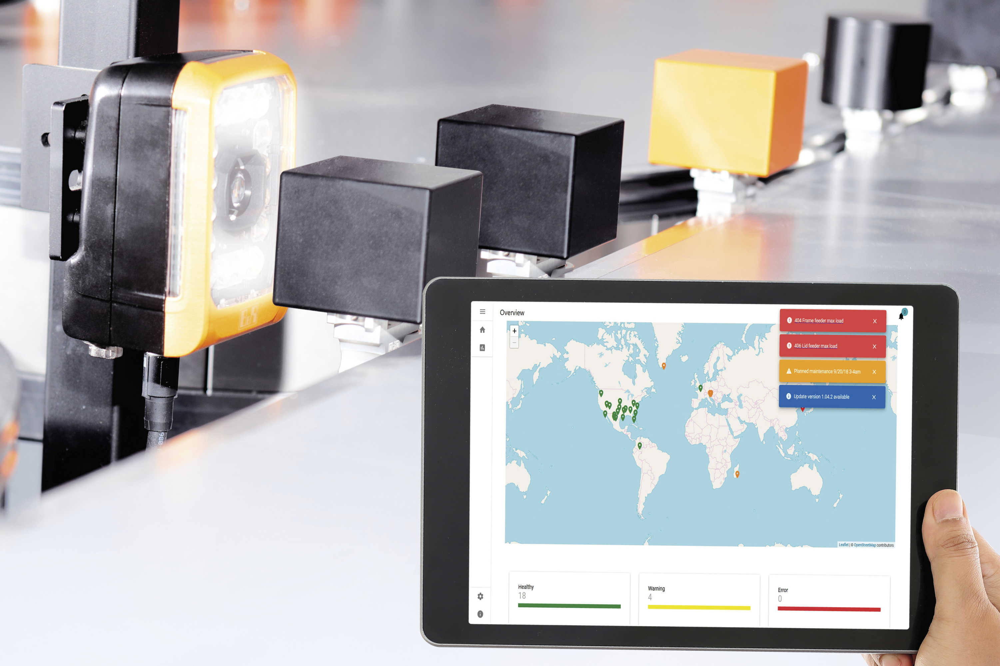 B&R
Overview
0
404 Frame feeder max load
406 Lid feeder max load
Planned maintenance 9/20/18 3-4am
Update version 1.04.2 available
+
−
Leaflet | © OpenStreetMap contributors
Healthy
18
Warning
4
Error
0